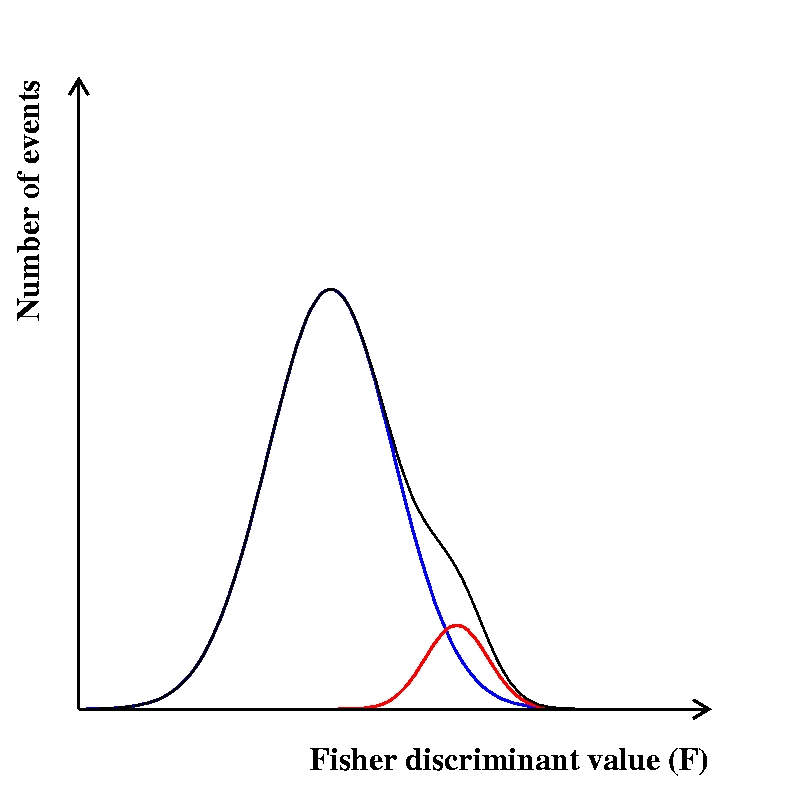 Number of events
Fisher discriminant value (F)